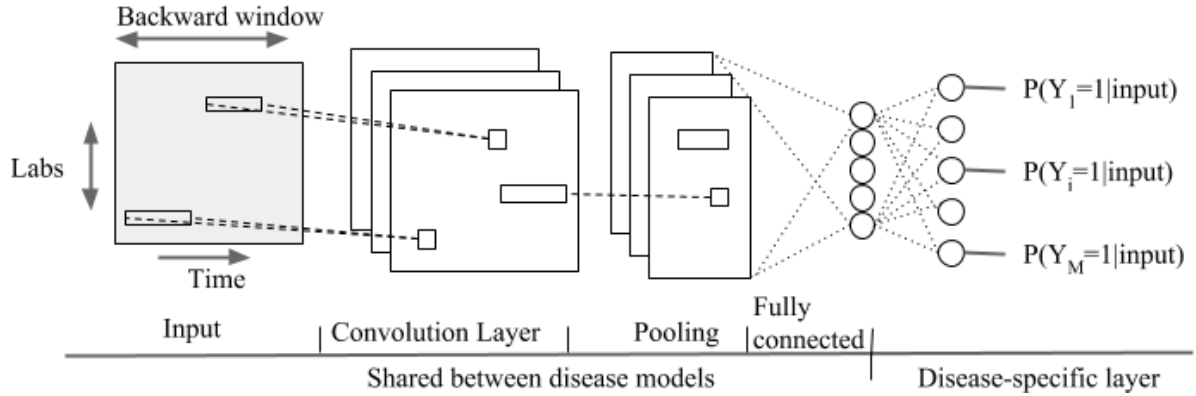 Backward window
Labs
Time
P(Y₁=1|input)
P(Yᵢ=1|input)
P(Y_M=1|input)
Input
Convolution Layer
Pooling
Fully
connected
Shared between disease models
Disease-specific layer